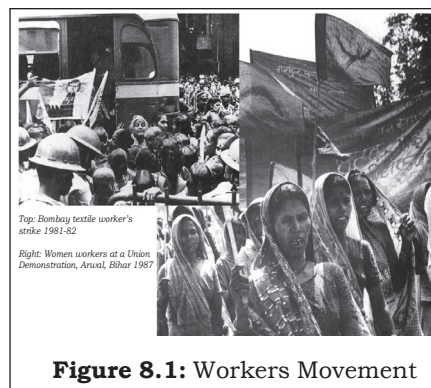 Top: Bombay textile worker's
strike 1981-82
Right: Women workers at a Union
Demonstration, Arwal, Bihar 1987
Figure 8.1: Workers Movement